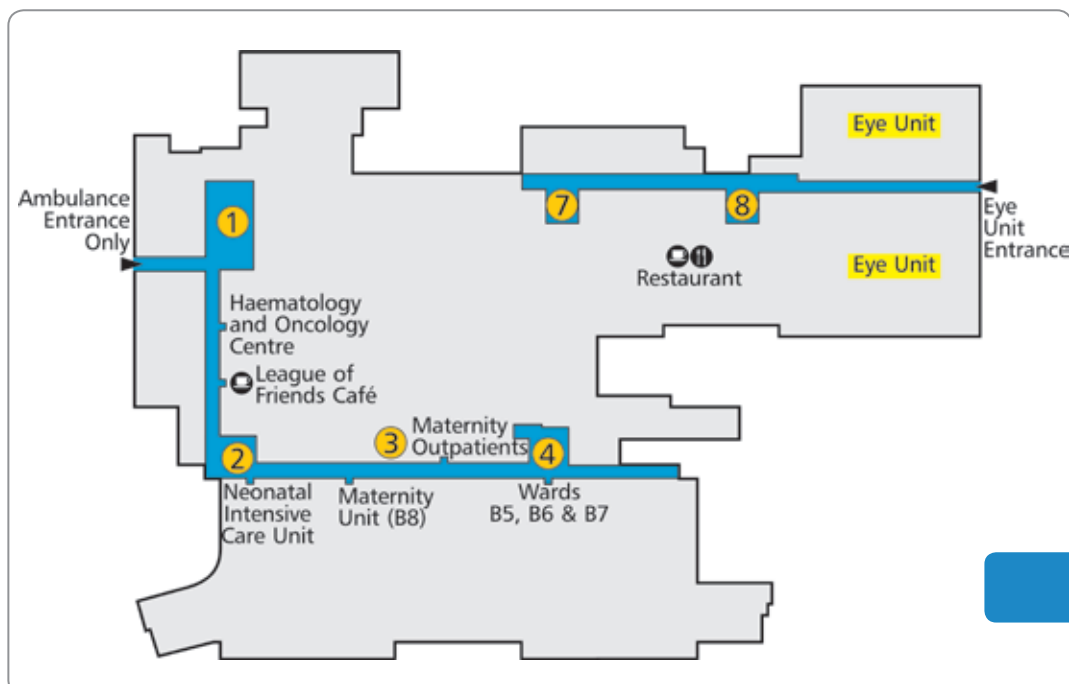 Eye Unit
Ambulance
Entrance
Only
1
7
8
Eye
Unit
Entrance
Restaurant
Eye Unit
Haematology
and Oncology
Centre
League of
Friends Café
2
3
Maternity
Outpatients
4
Neonatal
Intensive
Care Unit
Maternity
Unit (B8)
Wards
B5, B6 & B7